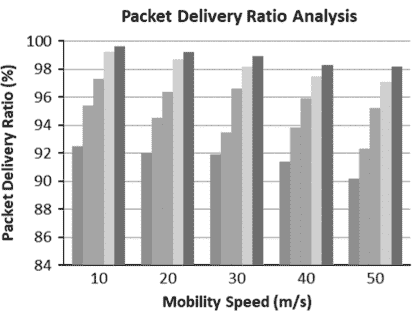 Packet Delivery Ratio Analysis
Packet Delivery Ratio (%)
100
98
96
94
92
90
88
86
84
10 20 30 40 50
Mobility Speed (m/s)